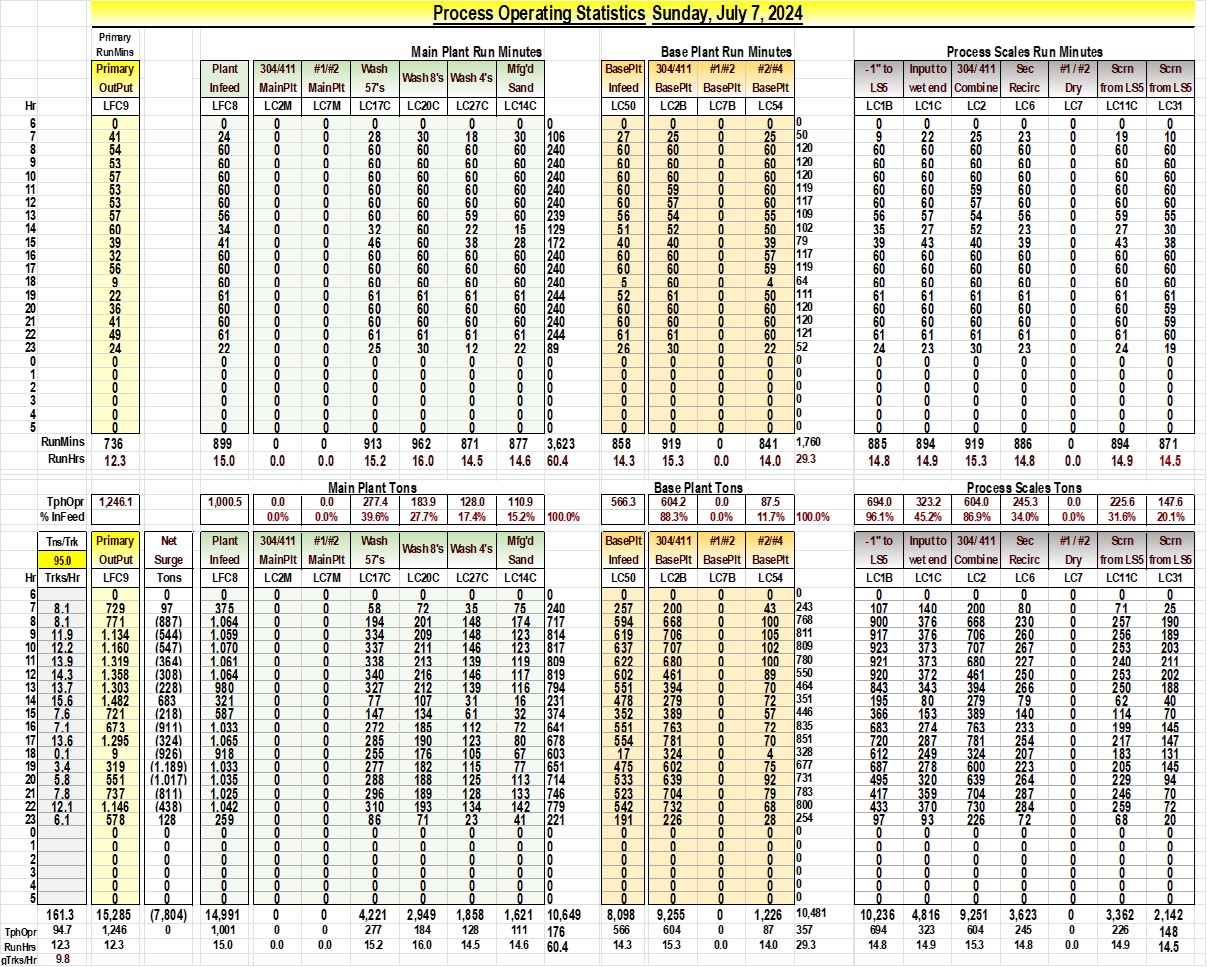 Process Operating Statistics Sunday, July 7, 2024
Primary
RunMins Main Plant Run Minutes Base Plant Run Minutes Process Scales Run Minutes
Primary Plant 304/411 #1/#2 Wash Wash 8's Wash 4's Mfg'd BasePlt 304/411 #1/#2 #2/#4 -1" to Input to 304/ 411 Sec #1 / #2 Scrn Scrn
OutPut Infeed MainPlt MainPlt 57's Sand Infeed BasePlt BasePlt BasePlt LS5 wet end Combine Recirc Dry from LS5 from LS5
Hr LFC9 LFC8 LC2M LC7M LC17C LC20C LC27C LC14C LC50 LC2B LC7B LC54 LC1B LC1C LC2 LC6 LC7 LC11C LC31
6 0 0 0 0 0 0 0 0 0 0 0 0 0 0 0 0 0 0 0 0 0
7 41 24 0 0 28 30 18 30 106 27 25 0 25 50 9 22 25 23 0 19 10
8 54 60 0 0 60 60 60 60 240 60 60 0 60 120 60 60 60 60 0 60 60
9 53 60 0 0 60 60 60 60 240 60 60 0 60 120 60 60 60 60 0 60 60
10 57 60 0 0 60 60 60 60 240 60 60 0 60 120 60 60 60 60 0 60 60
11 53 60 0 0 60 60 60 60 240 60 59 0 60 119 60 60 59 60 0 60 60
12 53 60 0 0 60 60 60 60 240 60 57 0 60 117 60 60 57 60 0 60 60
13 57 56 0 0 60 60 59 60 239 56 54 0 55 109 56 57 54 56 0 59 55
14 60 34 0 0 32 60 22 15 129 51 52 0 50 102 35 27 52 23 0 27 30
15 39 41 0 0 46 60 38 28 172 40 40 0 39 79 39 43 40 39 0 43 38
16 32 60 0 0 60 60 60 60 240 60 60 0 57 117 60 60 60 60 0 60 60
17 56 60 0 0 60 60 60 60 240 60 60 0 59 119 60 60 60 60 0 60 60
18 9 60 0 0 60 60 60 60 240 5 60 0 4 64 60 60 60 60 0 60 60
19 22 61 0 0 61 61 61 61 244 52 61 0 50 111 61 61 61 61 0 61 61
20 36 60 0 0 60 60 60 60 240 60 60 0 60 120 60 60 60 60 0 60 59
21 41 60 0 0 60 60 60 60 240 60 60 0 60 120 60 60 60 60 0 60 59
22 49 61 0 0 61 61 61 61 244 61 61 0 60 121 61 61 61 61 0 61 60
23 24 22 0 0 25 30 12 22 89 26 30 0 22 52 24 23 30 23 0 24 19
0 0 0 0 0 0 0 0 0 0 0 0 0 0 0 0 0 0 0 0 0 0
1 0 0 0 0 0 0 0 0 0 0 0 0 0 0 0 0 0 0 0 0 0
2 0 0 0 0 0 0 0 0 0 0 0 0 0 0 0 0 0 0 0 0 0
3 0 0 0 0 0 0 0 0 0 0 0 0 0 0 0 0 0 0 0 0 0
4 0 0 0 0 0 0 0 0 0 0 0 0 0 0 0 0 0 0 0 0 0
5 0 0 0 0 0 0 0 0 0 0 0 0 0 0 0 0 0 0 0 0 0
RunMins 736 899 0 0 913 962 871 877 3,623 858 919 0 841 1,760 885 894 919 886 0 894 871
RunHrs 12.3 15.0 0.0 0.0 15.2 16.0 14.5 14.6 60.4 14.3 15.3 0.0 14.0 29.3 14.8 14.9 15.3 14.8 0.0 14.9 14.5
Main Plant Tons Base Plant Tons Process Scales Tons
TphOpr 1,246.1 1,000.5 0.0 0.0 277.4 183.9 128.0 110.9 566.3 604.2 0.0 87.5 694.0 323.2 604.0 245.3 0.0 225.6 147.6
% InFeed 0.0% 0.0% 39.6% 27.7% 17.4% 15.2% 100.0% 88.3% 0.0% 11.7% 100.0% 96.1% 45.2% 86.9% 34.0% 0.0% 31.6% 20.1%
Tns/Trk Primary Net Plant 304/411 #1/#2 Wash Wash 8's Wash 4's Mfg'd BasePlt 304/411 #1/#2 #2/#4 -1" to Input to 304/ 411 Sec #1 / #2 Scrn Scrn
95.0 OutPut Surge Infeed MainPlt MainPlt 57's Sand Infeed BasePlt BasePlt BasePlt LS5 wet end Combine Recirc Dry from LS5 from LS5
Hr Trks/Hr LFC9 Tons LFC8 LC2M LC7M LC17C LC20C LC27C LC14C LC50 LC2B LC7B LC54 LC1B LC1C LC2 LC6 LC7 LC11C LC31
6 0 0 0 0 0 0 0 0 0 0 0 0 0 0 0 0 0 0 0 0 0 0
7 8.1 729 97 375 0 0 58 72 35 75 240 257 200 0 43 243 107 140 200 80 0 71 25
8 8.1 771 (887) 1,064 0 0 194 201 148 174 717 594 668 0 100 768 900 376 668 230 0 257 190
9 11.9 1,134 (544) 1,059 0 0 334 209 148 123 814 619 706 0 105 811 917 376 706 260 0 256 189
10 12.2 1,160 (547) 1,070 0 0 337 211 146 123 817 637 707 0 102 809 923 373 707 267 0 253 203
11 13.9 1,319 (364) 1,061 0 0 338 213 139 119 809 622 680 0 100 780 921 373 680 227 0 240 211
12 14.3 1,358 (308) 1,064 0 0 340 216 146 117 819 602 461 0 89 550 920 372 461 250 0 253 202
13 13.7 1,303 (228) 980 0 0 327 212 139 116 794 551 394 0 70 464 843 343 394 266 0 250 188
14 15.6 1,482 683 321 0 0 77 107 31 16 231 478 279 0 72 351 195 80 279 79 0 62 40
15 7.6 721 (218) 587 0 0 147 134 61 32 374 352 389 0 57 446 366 153 389 140 0 114 70
16 7.1 673 (911) 1,033 0 0 272 185 112 72 641 551 763 0 72 835 683 274 763 233 0 199 145
17 13.6 1,295 (324) 1,065 0 0 285 190 123 80 678 554 781 0 70 851 720 287 781 254 0 217 147
18 0.1 9 (926) 918 0 0 255 176 105 67 603 17 324 0 4 328 612 249 324 207 0 183 131
19 3.4 319 (1,189) 1,033 0 0 277 182 115 77 651 475 602 0 75 677 687 278 600 223 0 205 145
20 5.8 551 (1,017) 1,035 0 0 288 188 125 113 714 533 639 0 92 731 495 320 639 264 0 229 94
21 7.8 737 (811) 1,025 0 0 296 189 128 133 746 523 704 0 79 783 417 359 704 287 0 246 70
22 12.1 1,146 (438) 1,042 0 0 310 193 134 142 779 542 732 0 68 800 433 370 730 284 0 259 72
23 6.1 578 128 259 0 0 86 71 23 41 221 191 226 0 28 254 97 93 226 72 0 68 20
0 0 0 0 0 0 0 0 0 0 0 0 0 0 0 0 0 0 0 0 0 0
1 0 0 0 0 0 0 0 0 0 0 0 0 0 0 0 0 0 0 0 0 0 0
2 0 0 0 0 0 0 0 0 0 0 0 0 0 0 0 0 0 0 0 0 0 0
3 0 0 0 0 0 0 0 0 0 0 0 0 0 0 0 0 0 0 0 0 0 0
4 0 0 0 0 0 0 0 0 0 0 0 0 0 0 0 0 0 0 0 0 0 0
5 0 0 0 0 0 0 0 0 0 0 0 0 0 0 0 0 0 0 0 0 0 0
161.3 15,285 (7,804) 14,991 0 0 4,221 2,949 1,858 1,621 10,649 8,098 9,255 0 1,226 10,481 10,236 4,816 9,251 3,623 0 3,362 2,142
TphOpr 94.7 1,246 0 1,001 0 0 277 184 128 111 176 566 604 0 87 357 694 323 604 245 0 226 148
RunHrs 12.3 12.3 15.0 0.0 0.0 15.2 16.0 14.5 14.6 60.4 14.3 15.3 0.0 14.0 29.3 14.8 14.9 15.3 14.8 0.0 14.9 14.5
gTrks/Hr 9.8